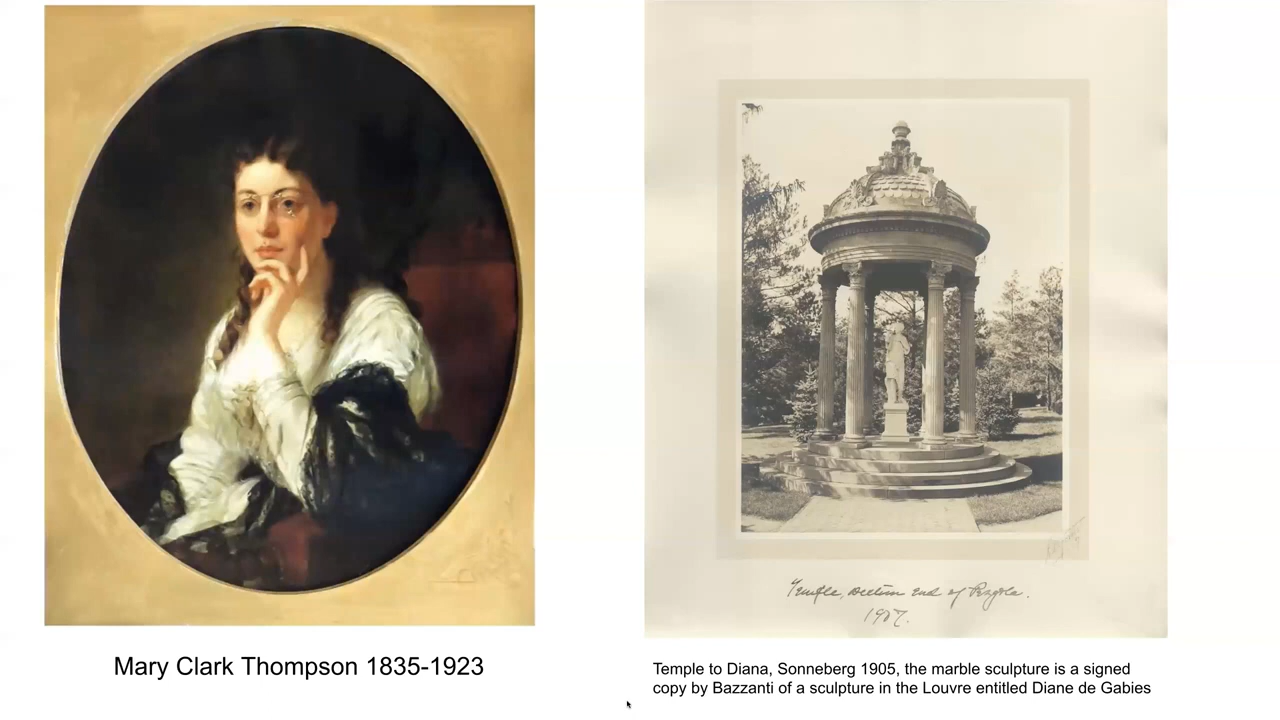 Mary Clark Thompson 1835-1923
Temple, western end of Pergola.
1907.
Temple to Diana, Sonneberg 1905, the marble sculpture is a signed
copy by Bazzanti of a sculpture in the Louvre entitled Diane de Gabies